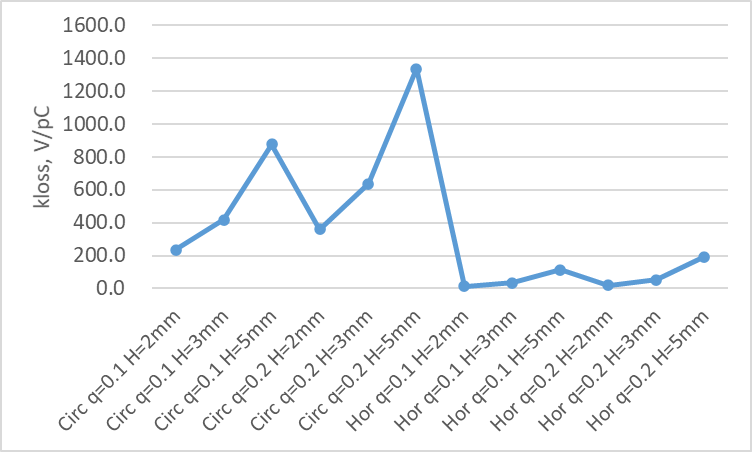 1600.0
1400.0
1200.0
1000.0
800.0
600.0
400.0
200.0
0.0
kloss, V/pC
Circ q=0.1 H=2mm
Circ q=0.1 H=3mm
Circ q=0.1 H=5mm
Circ q=0.2 H=2mm
Circ q=0.2 H=3mm
Circ q=0.2 H=5mm
Hor q=0.1 H=2mm
Hor q=0.1 H=3mm
Hor q=0.1 H=5mm
Hor q=0.2 H=2mm
Hor q=0.2 H=3mm
Hor q=0.2 H=5mm